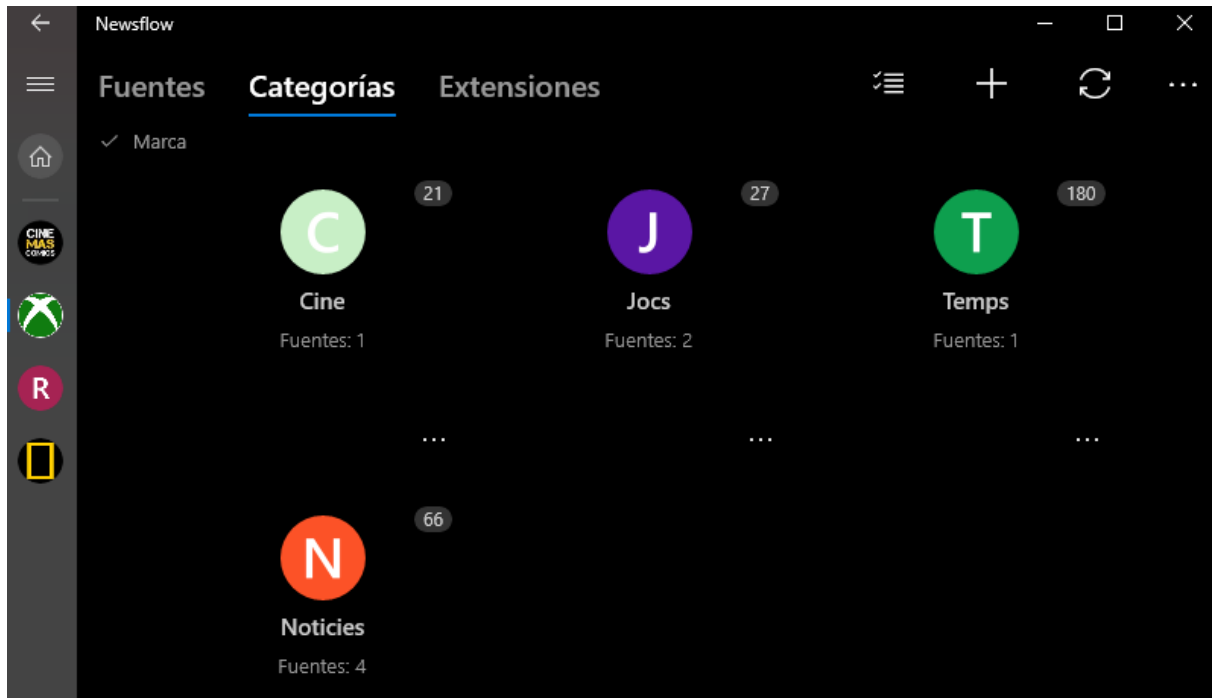 Newsflow
Fuentes Categorías Extensiones
Marca
CINE
MAS
COMICS
R
C 21
J 27
T 180
Cine Jocs Temps
Fuentes: 1 Fuentes: 2 Fuentes: 1
N 66
Noticies
Fuentes: 4